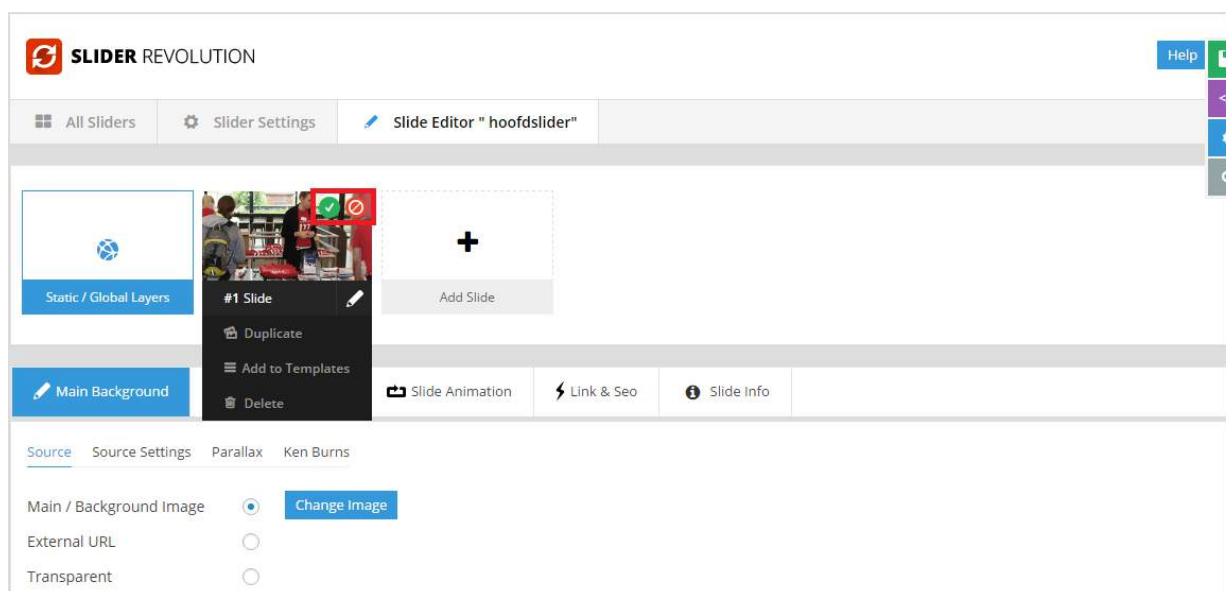 SLIDER REVOLUTION
Help
All Sliders
Slider Settings
Slide Editor " hoofdslider"
Static / Global Layers
#1 Slide
Add Slide
Duplicate
Add to Templates
Delete
Main Background
Slide Animation
Link & Seo
Slide Info
Source
Source Settings
Parallax
Ken Burns
Main / Background Image
Change Image
External URL
Transparent